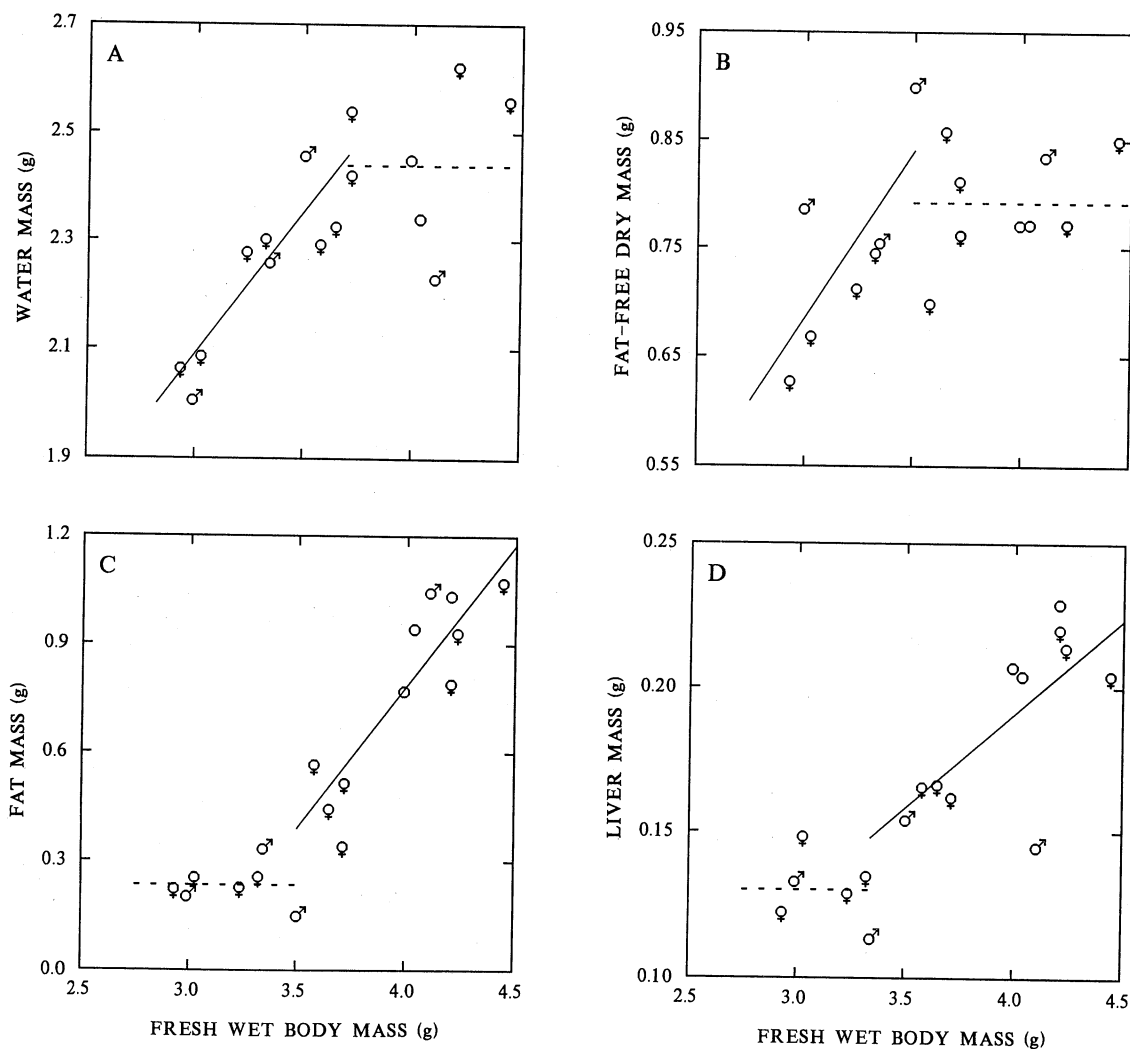 A
2.7
2.5
2.3
2.1
1.9
WATER MASS (g)
B
0.95
0.85
0.75
0.65
0.55
FAT-FREE DRY MASS (g)
C
1.2
0.9
0.6
0.3
0.0
FAT MASS (g)
2.5 3.0 3.5 4.0 4.5
FRESH WET BODY MASS (g)
D
0.25
0.20
0.15
0.10
LIVER MASS (g)
2.5 3.0 3.5 4.0 4.5
FRESH WET BODY MASS (g)